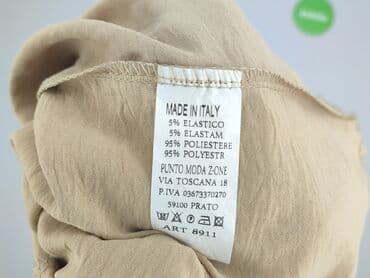 MADE IN ITALY
5% ELASTICO
5% ELASTAM
95% POLIESTERE
95% POLYESTR
PUNTO MODA Z-ONE
VIA TOSCANA 18
P.IVA 03673370270
59100 PRATO
ART 8911